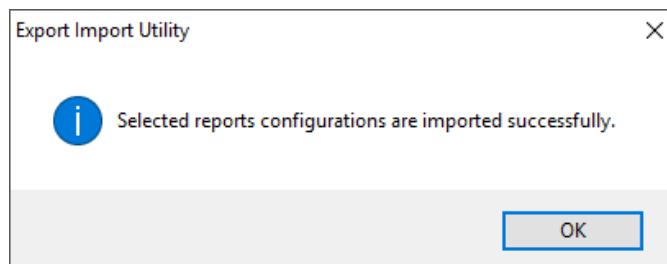 Export Import Utility
Selected reports configurations are imported successfully.
OK